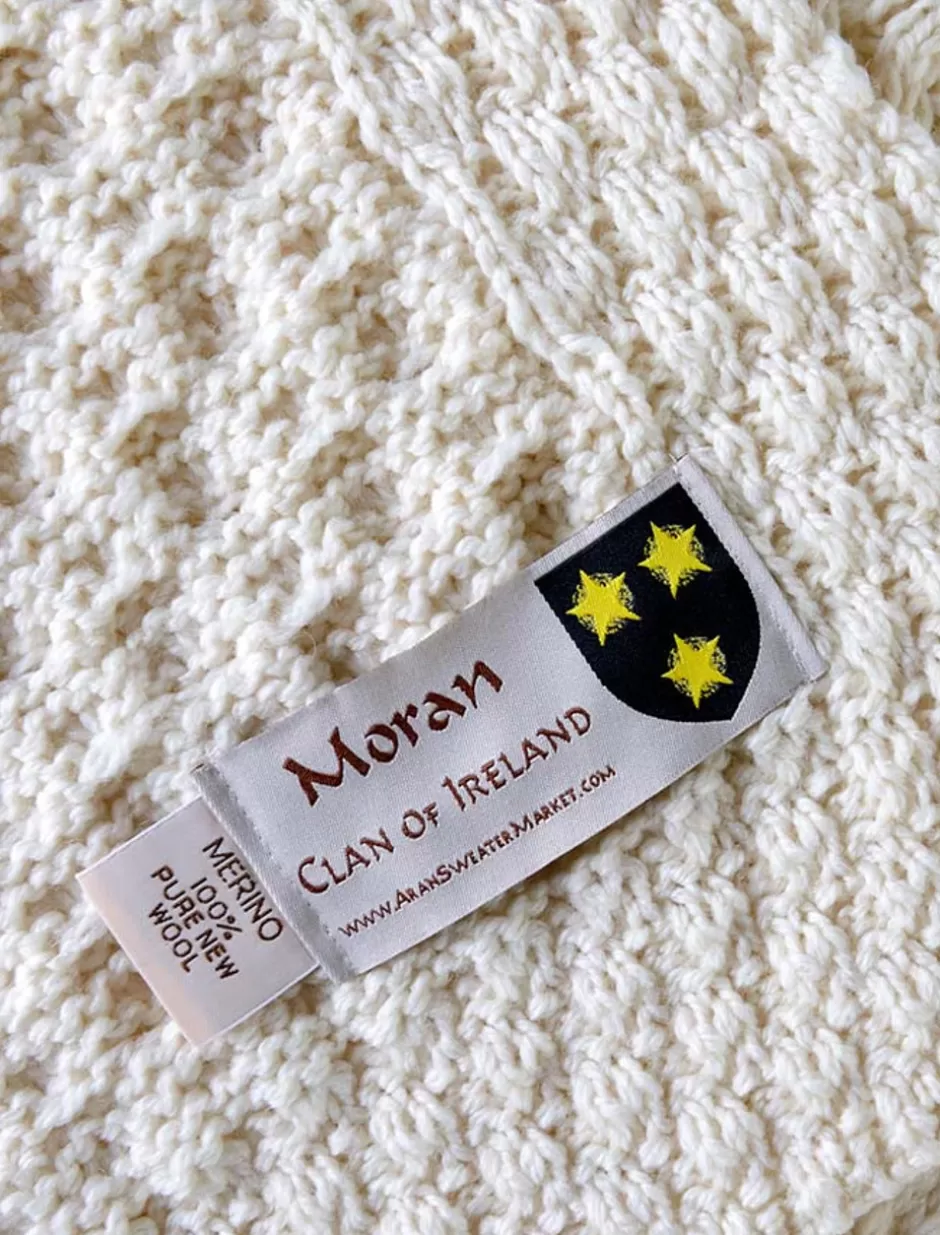 Moran
Clan of Ireland
www.AranSweaterMarket.com
MERINO
100%
PURE NEW
WOOL